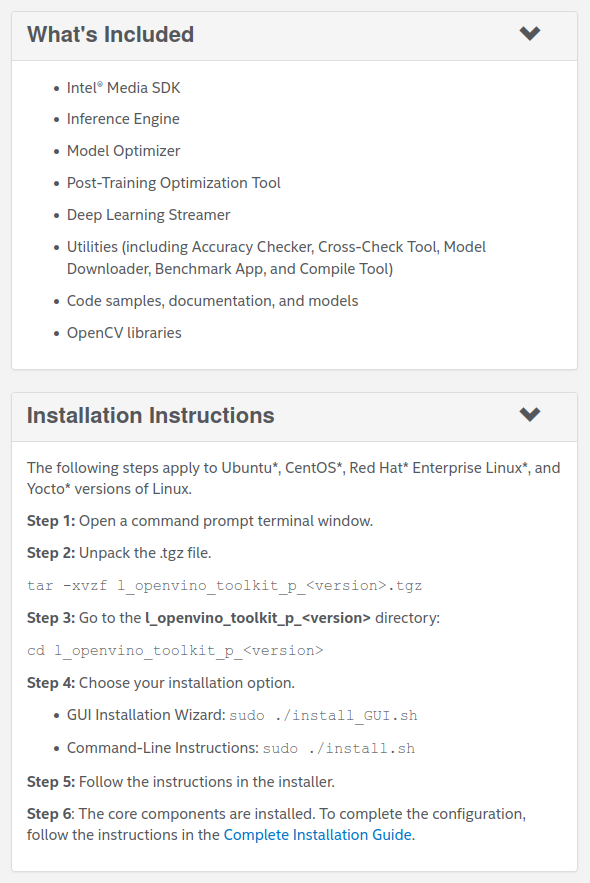 What's Included
• Intel® Media SDK
• Inference Engine
• Model Optimizer
• Post-Training Optimization Tool
• Deep Learning Streamer
• Utilities (including Accuracy Checker, Cross-Check Tool, Model
Downloader, Benchmark App, and Compile Tool)
• Code samples, documentation, and models
• OpenCV libraries
Installation Instructions
The following steps apply to Ubuntu*, CentOS*, Red Hat* Enterprise Linux*, and
Yocto* versions of Linux.
Step 1: Open a command prompt terminal window.
Step 2: Unpack the .tgz file.
tar -xvzf l_openvino_toolkit_p_<version>.tgz
Step 3: Go to the l_openvino_toolkit_p_<version> directory:
cd l_openvino_toolkit_p_<version>
Step 4: Choose your installation option.
• GUI Installation Wizard: sudo ./install_GUI.sh
• Command-Line Instructions: sudo ./install.sh
Step 5: Follow the instructions in the installer.
Step 6: The core components are installed. To complete the configuration,
follow the instructions in the Complete Installation Guide.